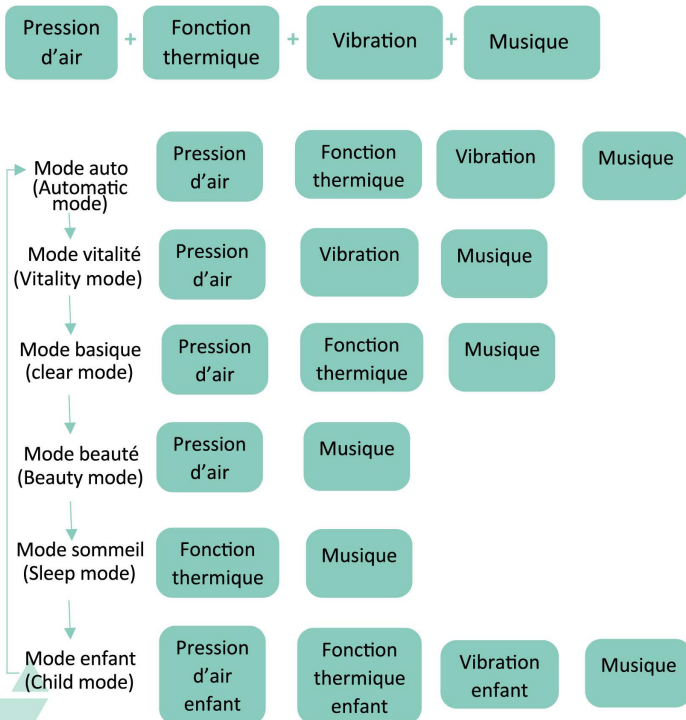 Pression
d'air
+
Fonction
thermique
+
Vibration
+
Musique
Mode auto
(Automatic
mode)
Pression
d'air
Fonction
thermique
Vibration
Musique
Mode vitalité
(Vitality mode)
Pression
d'air
Vibration
Musique
Mode basique
(clear mode)
Pression
d'air
Fonction
thermique
Musique
Mode beauté
(Beauty mode)
Pression
d'air
Musique
Mode sommeil
(Sleep mode)
Fonction
thermique
Musique
Mode enfant
(Child mode)
Pression
d'air
enfant
Fonction
thermique
enfant
Vibration
enfant
Musique